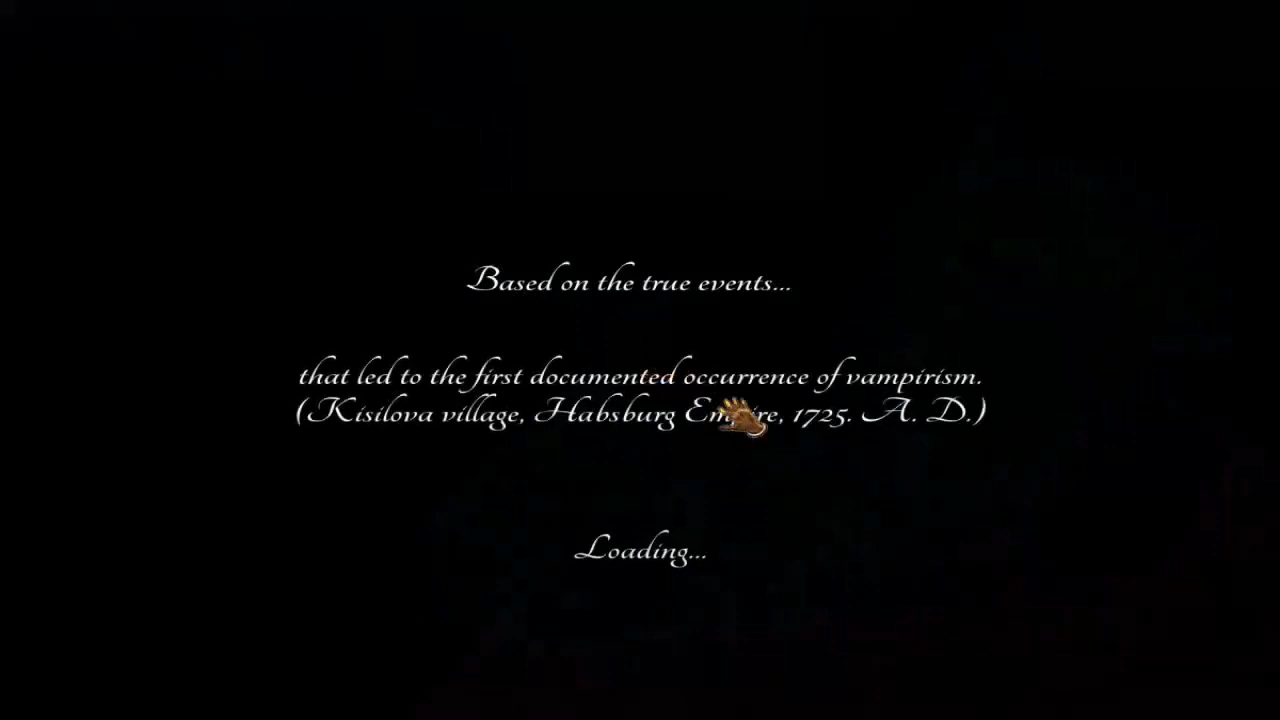 Based on the true events...
that led to the first documented occurrence of vampirism.
(Kisilova village, Habsburg Empire, 1725. A. D.)
Loading...